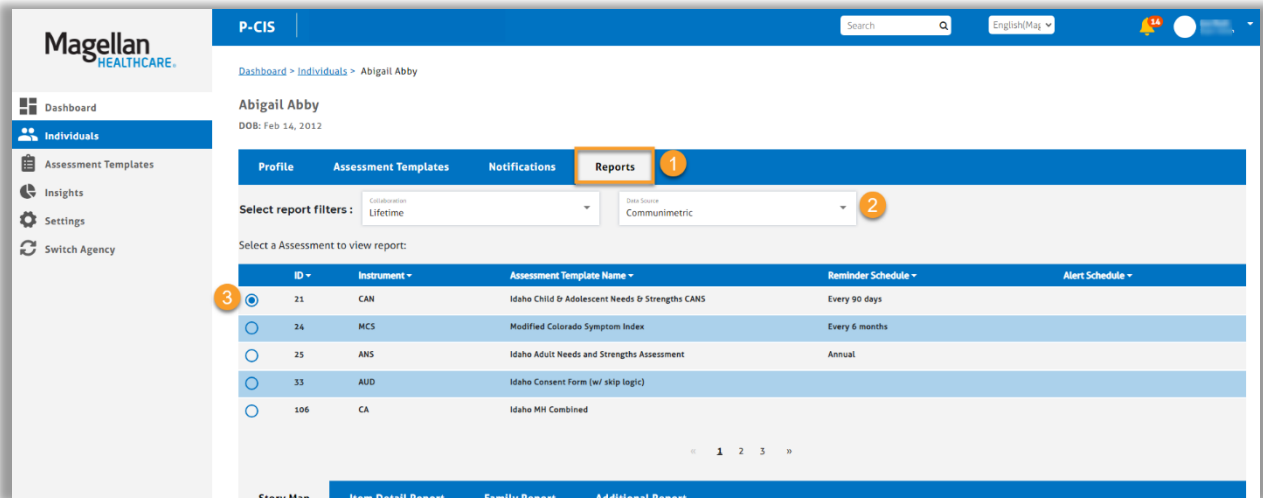 Magellan
HEALTHCARE.
P-CIS
Search
English(Mag
14
Dashboard > Individuals > Abigail Abby
Abigail Abby
DOB: Feb 14, 2012
Dashboard
Individuals
Assessment Templates
Insights
Settings
Switch Agency
Profile Assessment Templates Notifications Reports 1
Select report filters : Collaboration Lifetime Data Source Communimetric 2
Select a Assessment to view report:
ID Instrument Assessment Template Name Reminder Schedule Alert Schedule
3 21 CAN Idaho Child & Adolescent Needs & Strengths CANS Every 90 days
24 MCS Modified Colorado Symptom Index Every 6 months
25 ANS Idaho Adult Needs and Strengths Assessment Annual
33 AUD Idaho Consent Form (w/ skip logic)
106 CA Idaho MH Combined
« 1 2 3 »
Story Map Item Detail Report Family Report Additional Report